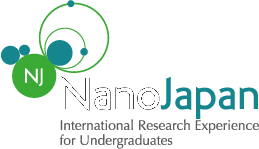 NJ
NanoJapan
International Research Experience
for Undergraduates